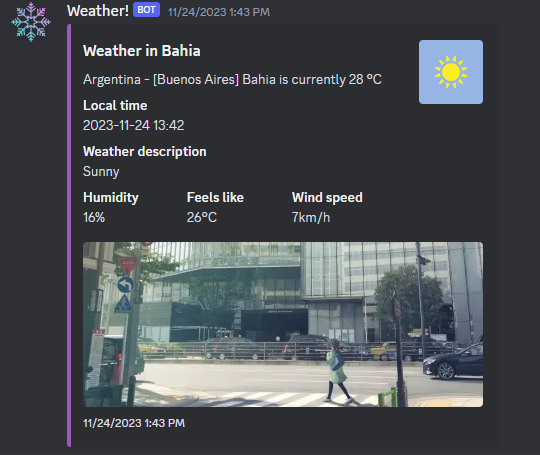 Weather! BOT 11/24/2023 1:43 PM
Weather in Bahia
Argentina - [Buenos Aires] Bahia is currently 28 ºC
Local time
2023-11-24 13:42
Weather description
Sunny
Humidity Feels like Wind speed
16% 26ºC 7km/h
11/24/2023 1:43 PM